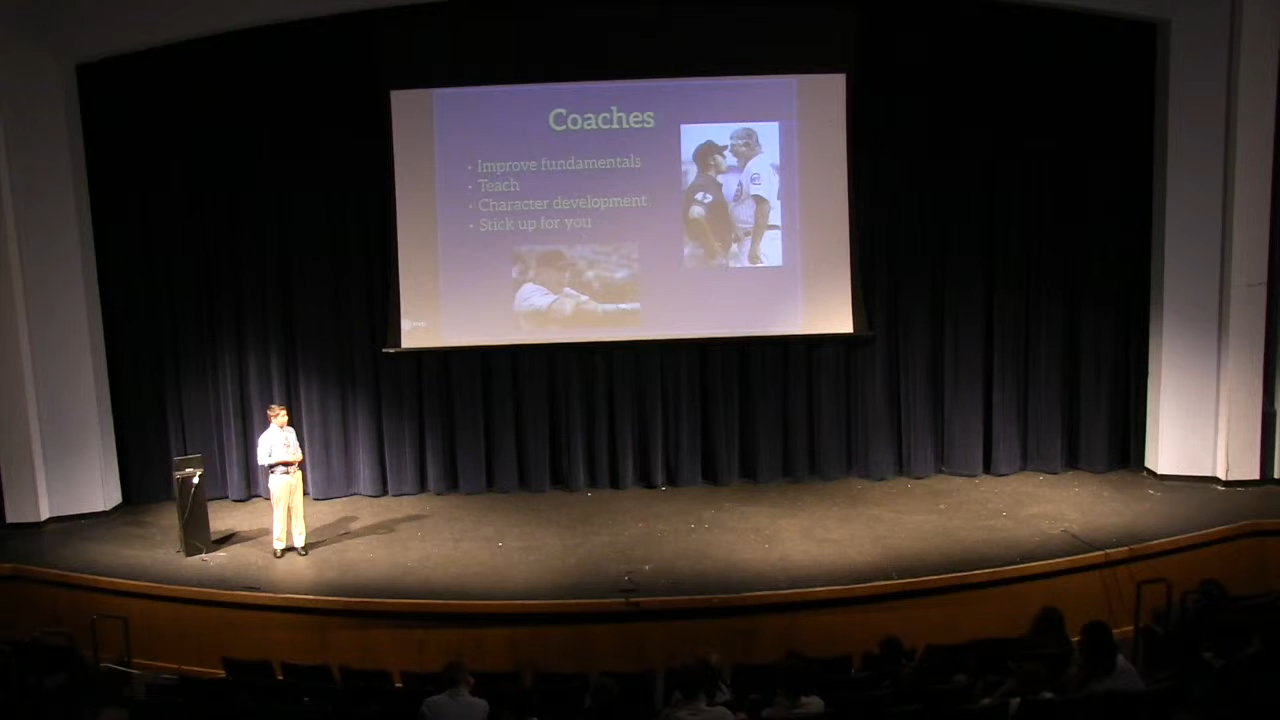 Coaches
• Improve fundamentals
• Teach
• Character development
• Stick up for you